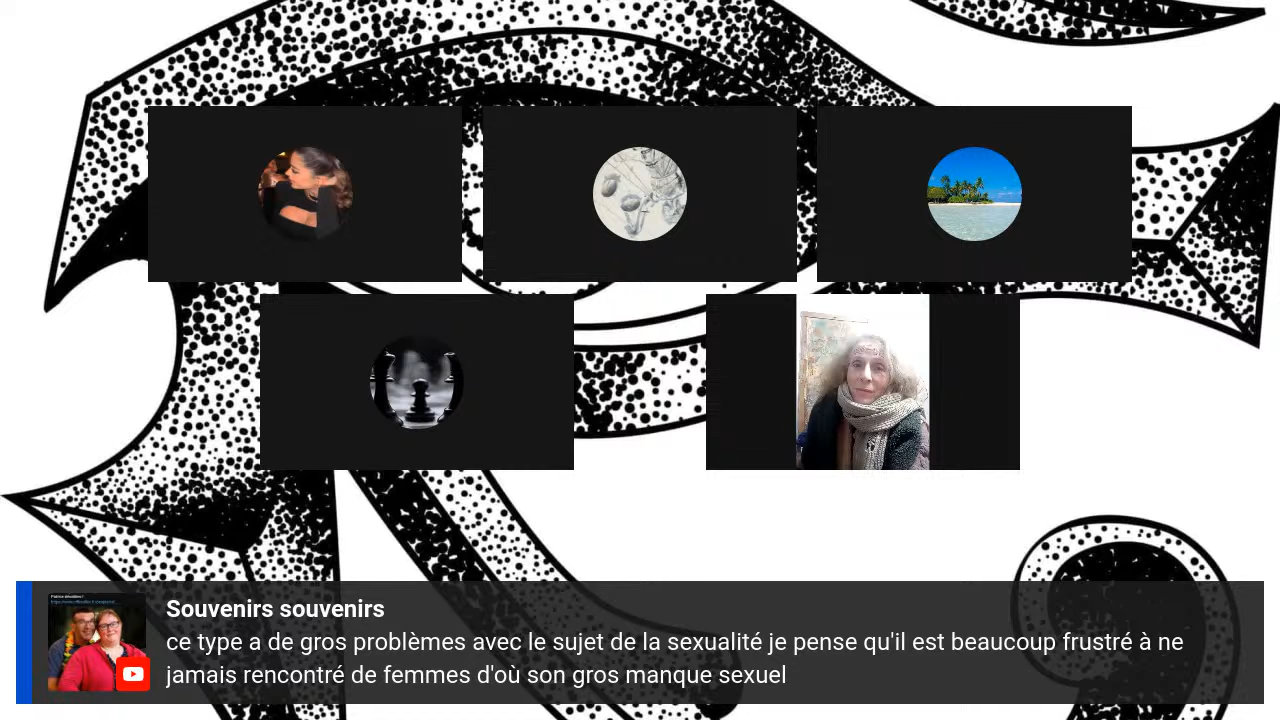 Souvenirs souvenirs
ce type a de gros problèmes avec le sujet de la sexualité je pense qu'il est beaucoup frustré à ne
jamais rencontré de femmes d'où son gros manque sexuel